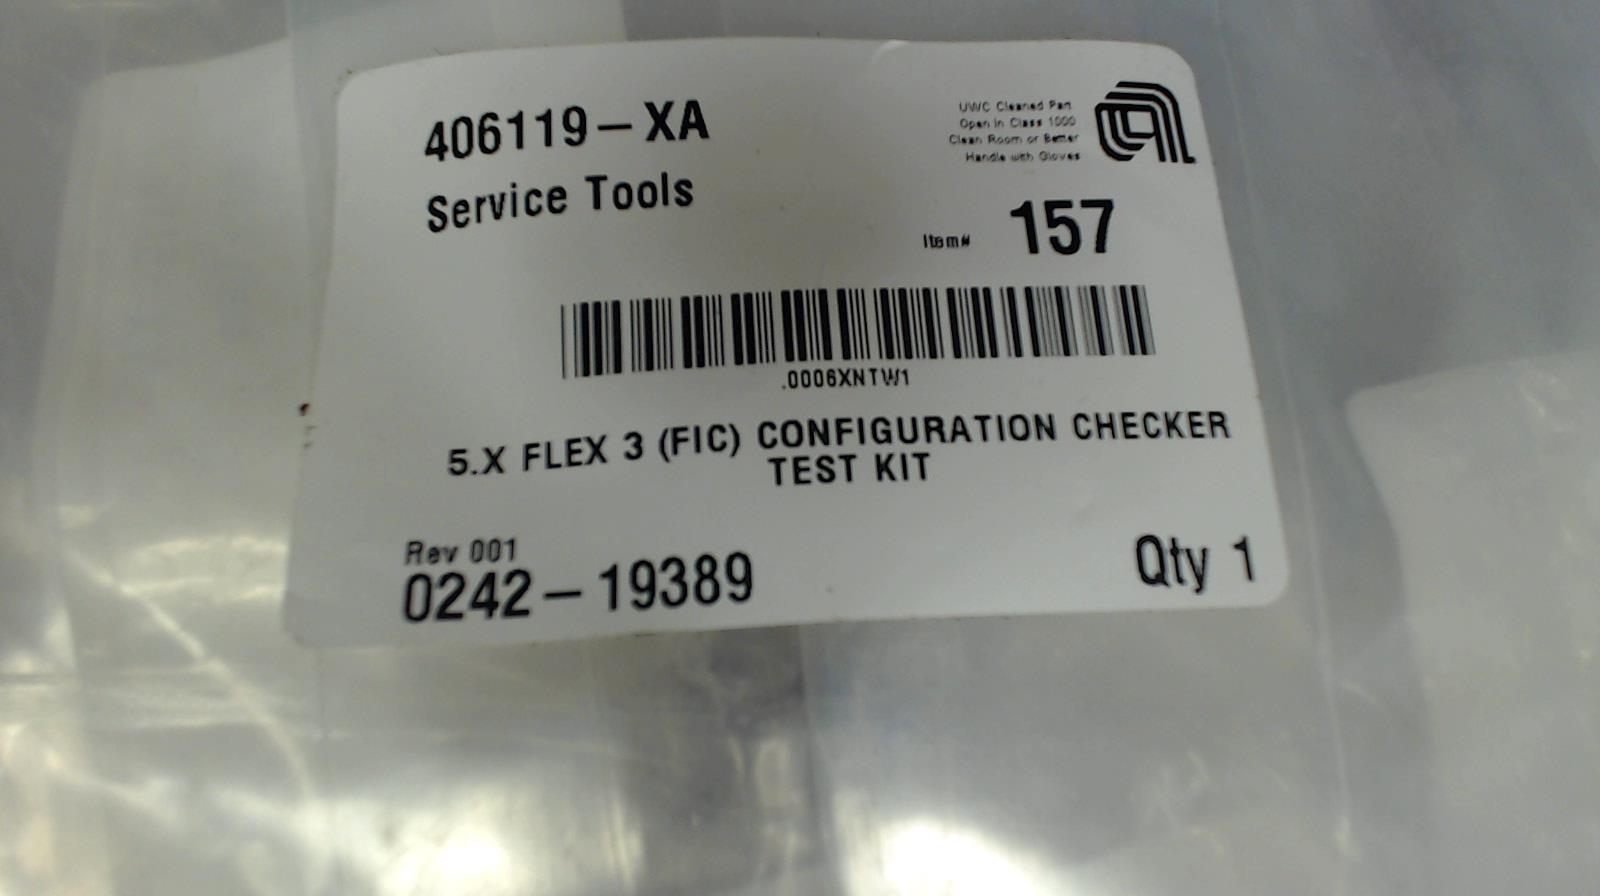 406119-XA
UWC Cleaned Part
Open in Class 1000
Clean Room or Better
Handle with Gloves
Service Tools
Item# 157
.0006XNTW1
5.X FLEX 3 (FIC) CONFIGURATION CHECKER
TEST KIT
Rev 001
0242-19389
Qty 1